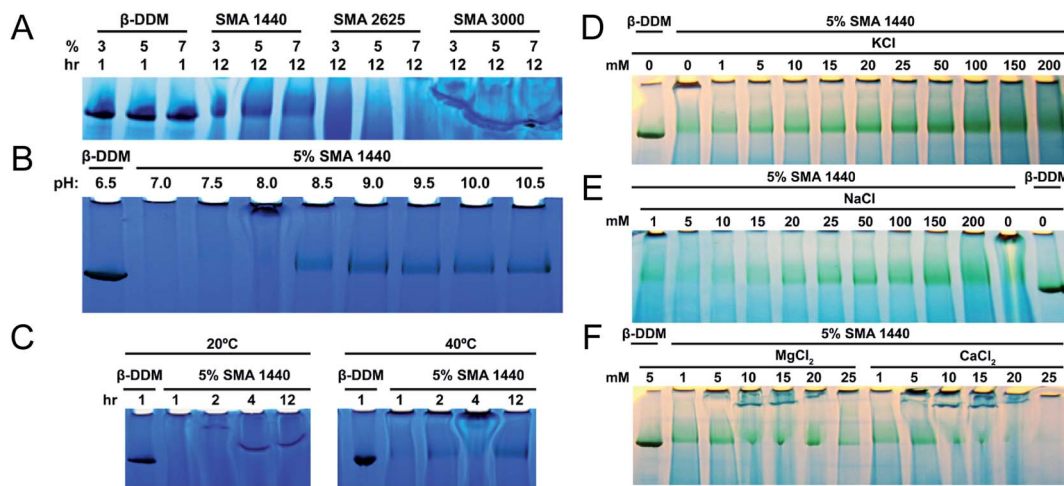 A
β-DDM SMA 1440 SMA 2625 SMA 3000
% 3 5 7 3 5 7 3 5 7 3 5 7
hr 1 1 1 12 12 12 12 12 12 12 12 12
B
β-DDM 5% SMA 1440
pH: 6.5 7.0 7.5 8.0 8.5 9.0 9.5 10.0 10.5
C
20ºC 40ºC
β-DDM 5% SMA 1440 β-DDM 5% SMA 1440
hr 1 1 2 4 12 1 1 2 4 12
D
β-DDM 5% SMA 1440
KCl
mM 0 0 1 5 10 15 20 25 50 100 150 200
E
5% SMA 1440 β-DDM
NaCl
mM 1 5 10 15 20 25 50 100 150 200 0 0
F
β-DDM 5% SMA 1440
MgCl₂ CaCl₂
mM 5 1 5 10 15 20 25 1 5 10 15 20 25